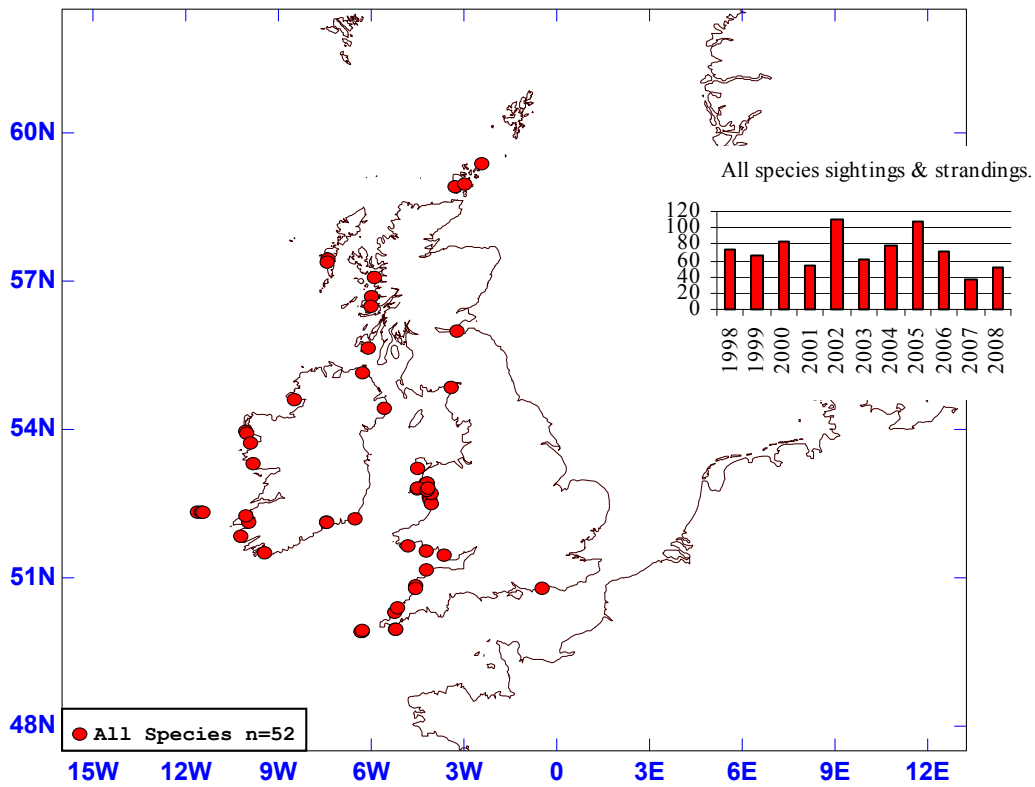 60N
57N
54N
51N
48N
All species sightings & strandings.
120
100
80
60
40
20
0
1998
1999
2000
2001
2002
2003
2004
2005
2006
2007
2008
All Species n=52
15W 12W 9W 6W 3W 0 3E 6E 9E 12E